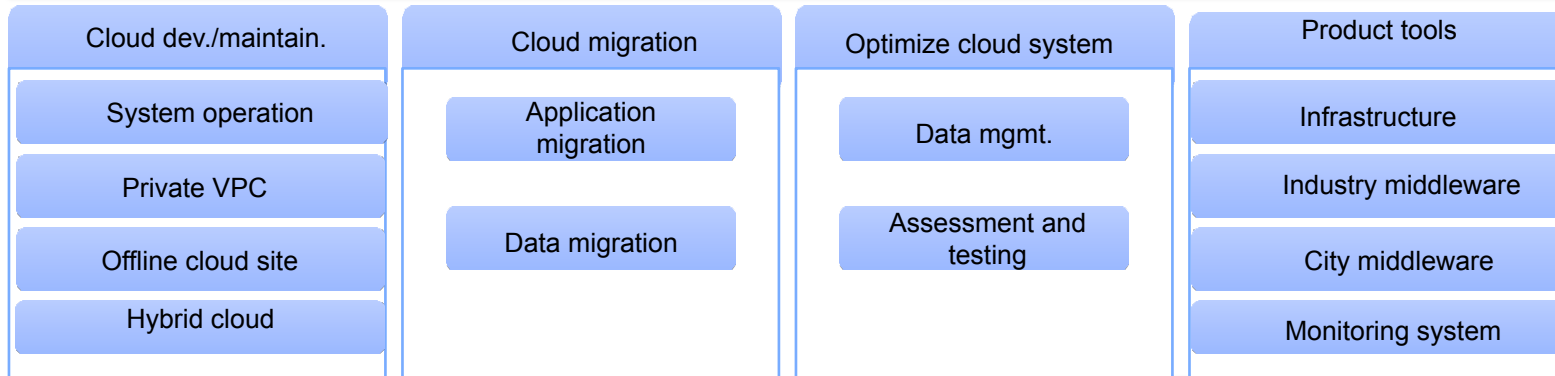 Cloud dev./maintain.
System operation
Private VPC
Offline cloud site
Hybrid cloud
Cloud migration
Application
migration
Data migration
Optimize cloud system
Data mgmt.
Assessment and
testing
Product tools
Infrastructure
Industry middleware
City middleware
Monitoring system